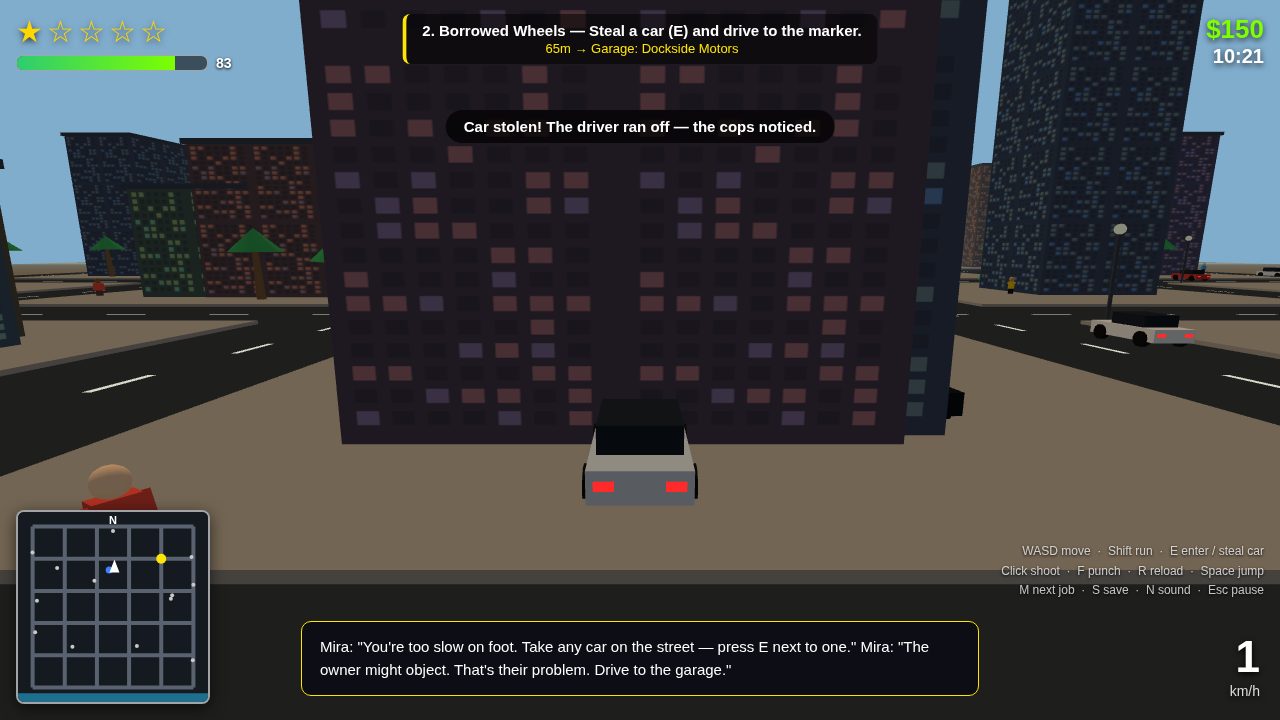 2. Borrowed Wheels — Steal a car (E) and drive to the marker.
65m → Garage: Dockside Motors
83
$150
10:21
Car stolen! The driver ran off — the cops noticed.
N
WASD move · Shift run · E enter / steal car
Click shoot · F punch · R reload · Space jump
M next job · S save · N sound · Esc pause
Mira: "You're too slow on foot. Take any car on the street — press E next to one." Mira: "The
owner might object. That's their problem. Drive to the garage."
1
km/h